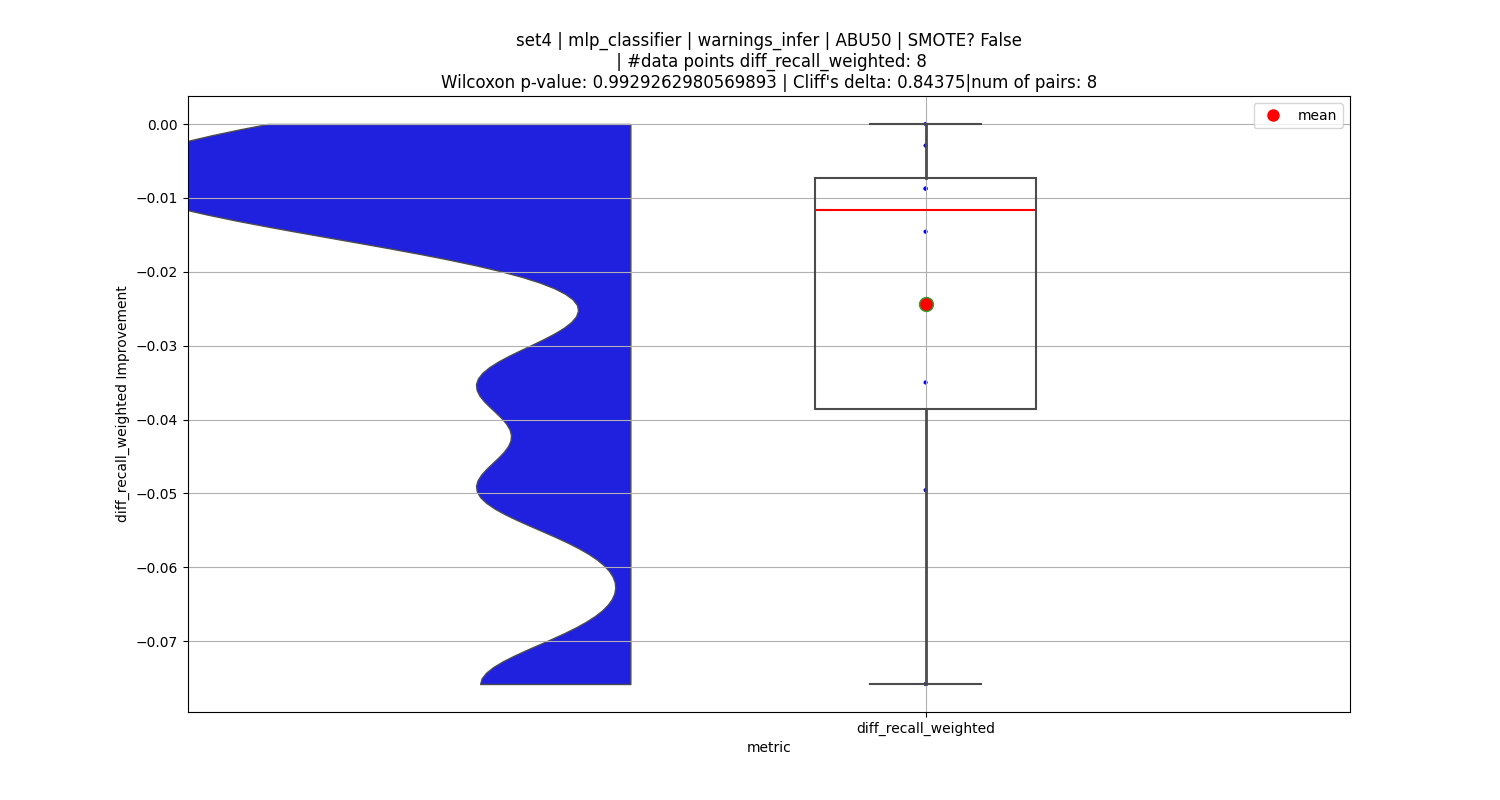 set4 | mlp_classifier | warnings_infer | ABU50 | SMOTE? False
| #data points diff_recall_weighted: 8
Wilcoxon p-value: 0.9929262980569893 | Cliff's delta: 0.84375|num of pairs: 8
mean
0.00
−0.01
−0.02
−0.03
−0.04
−0.05
−0.06
−0.07
diff_recall_weighted Improvement
diff_recall_weighted
metric